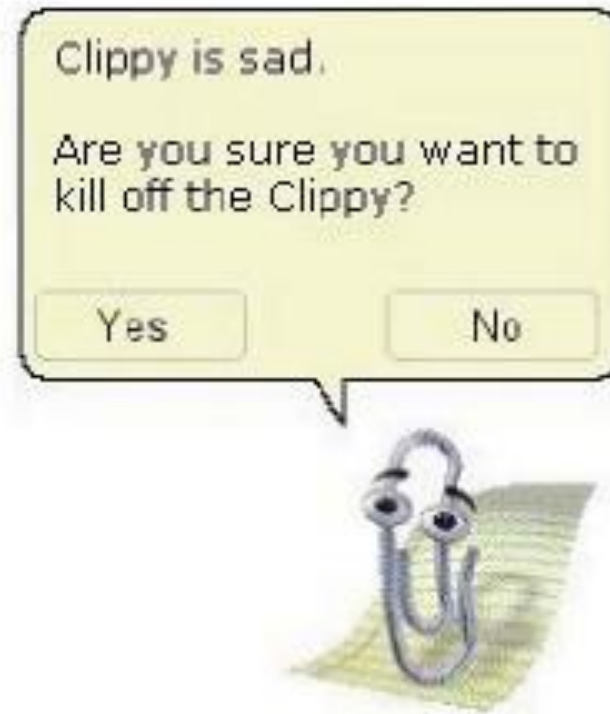 Clippy is sad.
Are you sure you want to
kill off the Clippy?
Yes
No